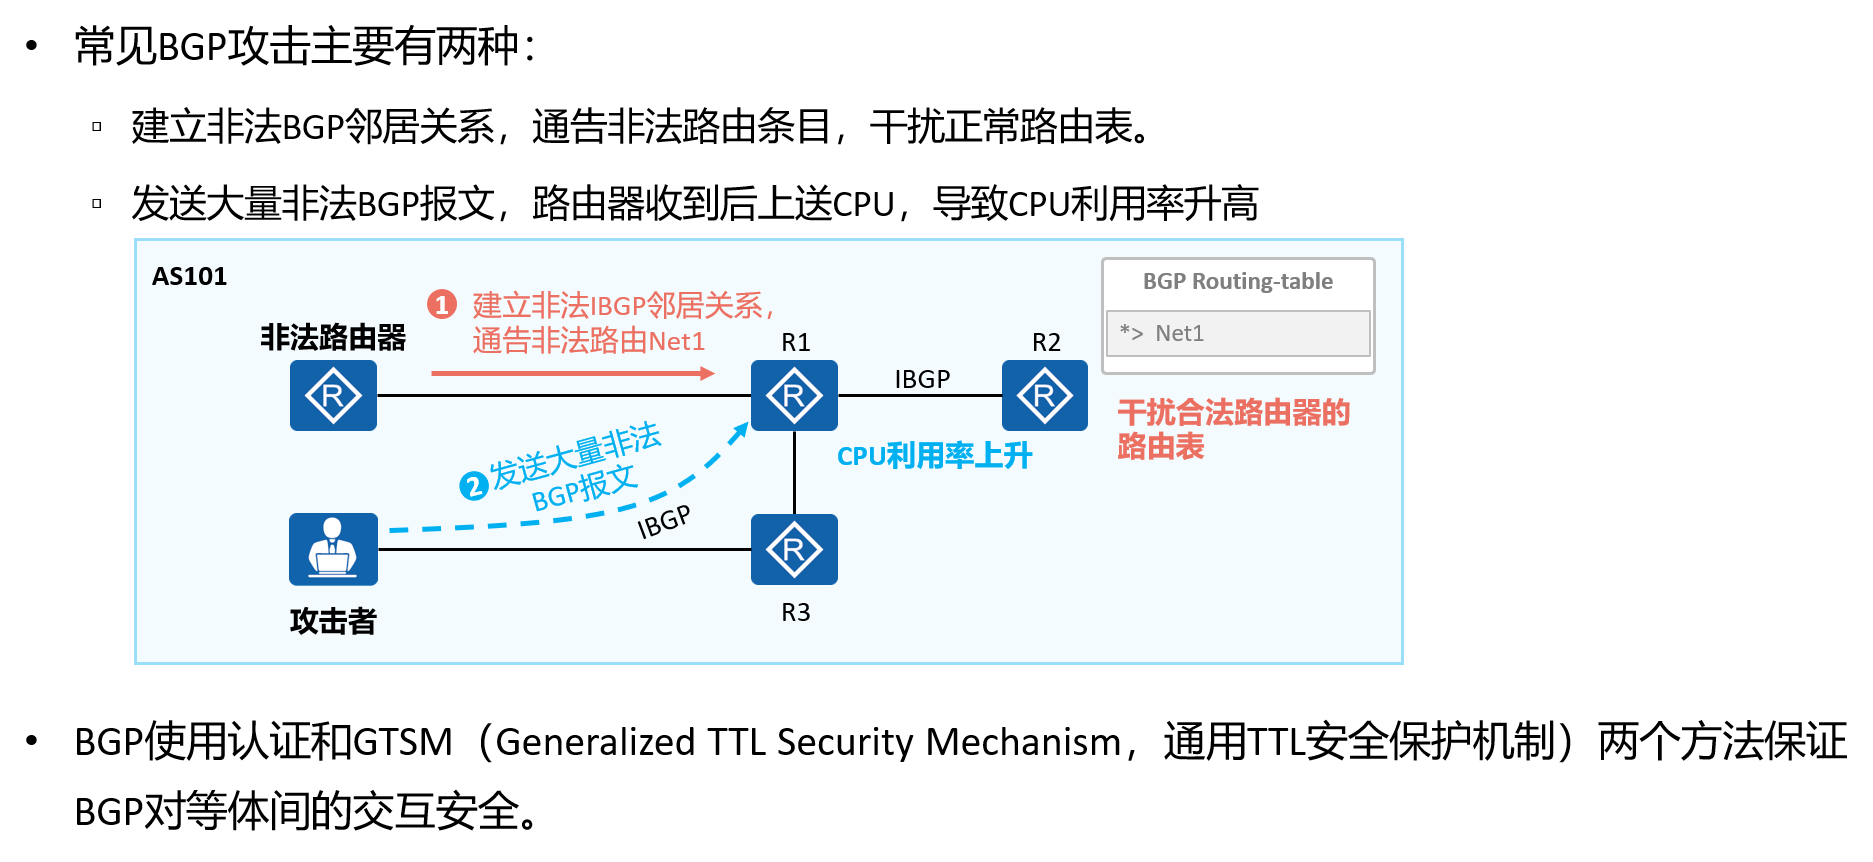 • 常见BGP攻击主要有两种：
▫ 建立非法BGP邻居关系，通告非法路由条目，干扰正常路由表。
▫ 发送大量非法BGP报文，路由器收到后上送CPU，导致CPU利用率升高
AS101
BGP Routing-table
*> Net1
1 建立非法IBGP邻居关系，
通告非法路由Net1
非法路由器
R1
R2
R
R
R
IBGP
干扰合法路由器的
路由表
CPU利用率上升
2 发送大量非法
BGP报文
IBGP
R
攻击者
R3
• BGP使用认证和GTSM（Generalized TTL Security Mechanism，通用TTL安全保护机制）两个方法保证
BGP对等体间的交互安全。